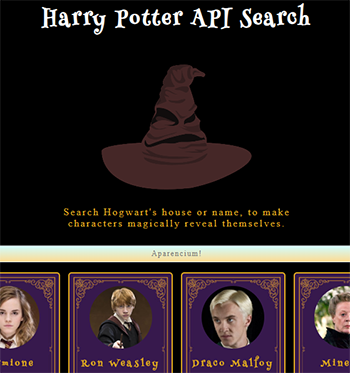 Harry Potter API Search
Search Hogwart's house or name, to make
characters magically reveal themselves.
Aparencium!
mione
Ron Weasley
Draco Malfoy
Mine